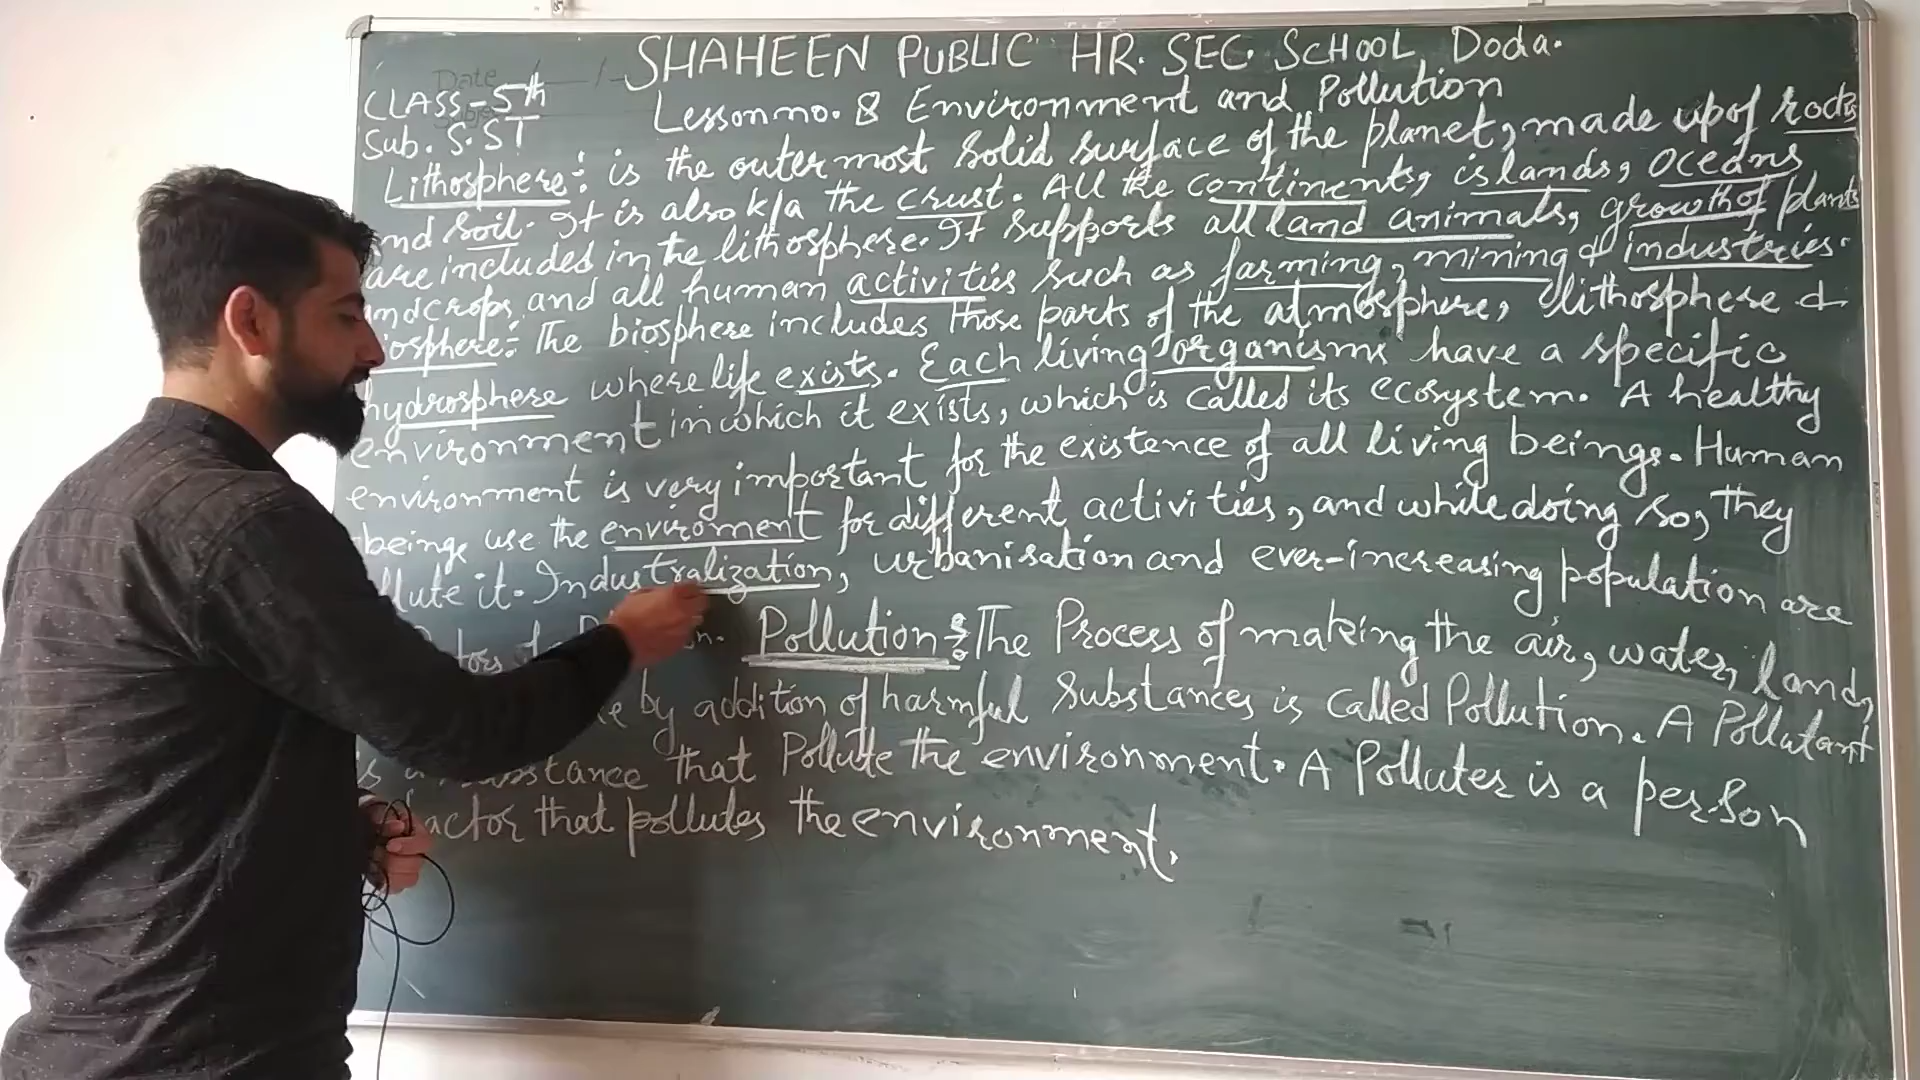 SHAHEEN PUBLIC HR. SEC. SCHOOL, Doda.
Date / /
CLASS - 5th
Lesson no. 8 Environment and Pollution
Sub. S.ST
Lithosphere: is the outer most solid surface of the planet, made up of rocks
and soil. It is also k/a the crust. All the continents, islands, oceans
are included in the lithosphere. It supports all land animals, growth of plants
and crops and all human activities such as farming, mining & industries.
iosphere: The biosphere includes those parts of the atmosphere, lithosphere &
hydrosphere where life exists. Each living organisms have a specific
environment in which it exists, which is called its ecosystem. A healthy
environment is very important for the existence of all living beings. Human
beings use the enviroment for different activities, and while doing so, they
llute it. Industralization, urbanisation and ever-increasing population are
tors Pollution: The Process of making the air, water, land,
by addition of harmful substances is called Pollution. A Pollutant
is a substance that Pollute the environment. A Polluter is a person
actor that pollutes the environment.